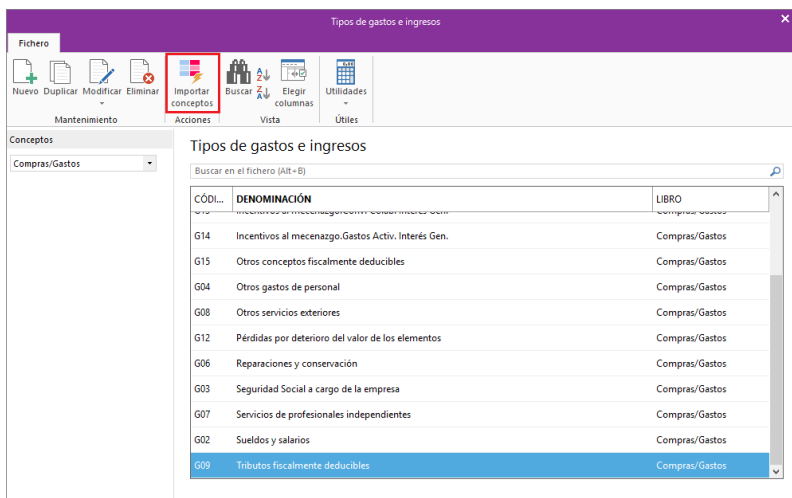 Tipos de gastos e ingresos
Fichero
Nuevo Duplicar Modificar Eliminar Importar conceptos Buscar Elegir columnas Utilidades
Mantenimiento Acciones Vista Útiles
Conceptos
Compras/Gastos
Tipos de gastos e ingresos
Buscar en el fichero (Alt+B)
CÓDI... DENOMINACIÓN LIBRO
G14 Incentivos al mecenazgo.Gastos Activ. Interés Gen. Compras/Gastos
G15 Otros conceptos fiscalmente deducibles Compras/Gastos
G04 Otros gastos de personal Compras/Gastos
G08 Otros servicios exteriores Compras/Gastos
G12 Pérdidas por deterioro del valor de los elementos Compras/Gastos
G06 Reparaciones y conservación Compras/Gastos
G03 Seguridad Social a cargo de la empresa Compras/Gastos
G07 Servicios de profesionales independientes Compras/Gastos
G02 Sueldos y salarios Compras/Gastos
G09 Tributos fiscalmente deducibles Compras/Gastos